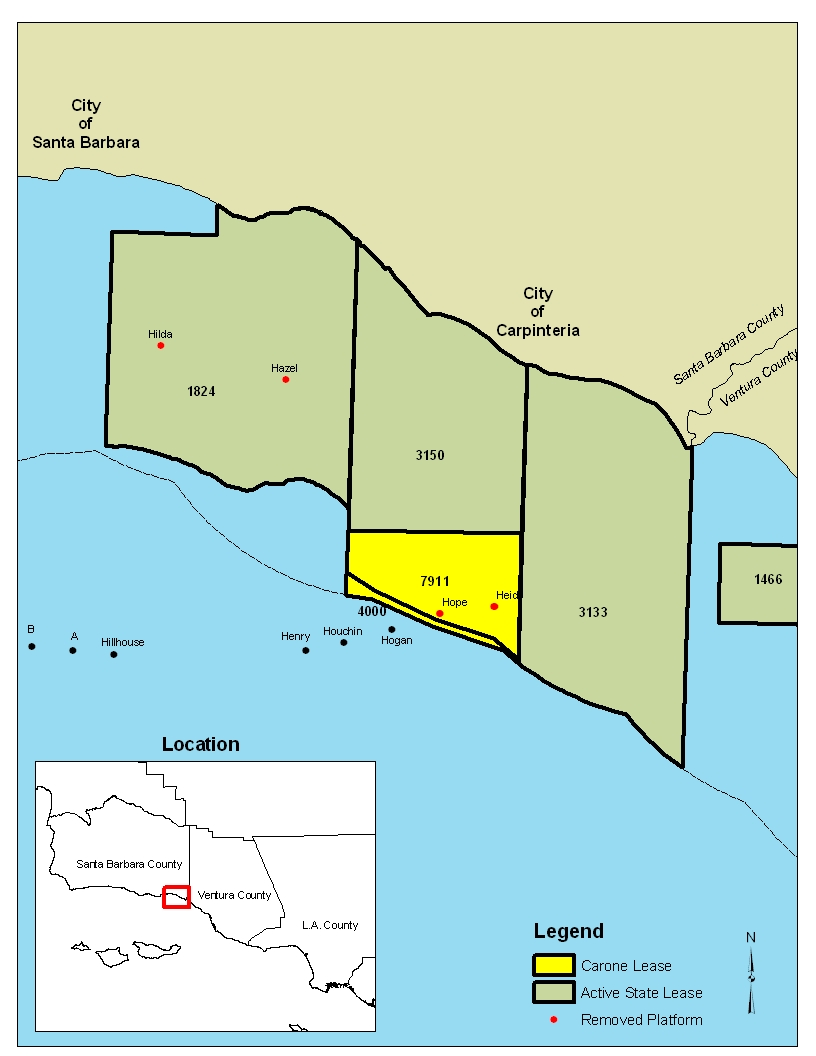 City
of
Santa Barbara
City
of
Carpinteria
Santa Barbara County
Ventura County
Hilda
Hazel
1824
3150
7911
Hope
Heid
4000
3133
1466
B
A
Hillhouse
Henry
Houchin
Hogan
Location
Santa Barbara County
Ventura County
L.A. County
Legend
Carone Lease
Active State Lease
Removed Platform
N